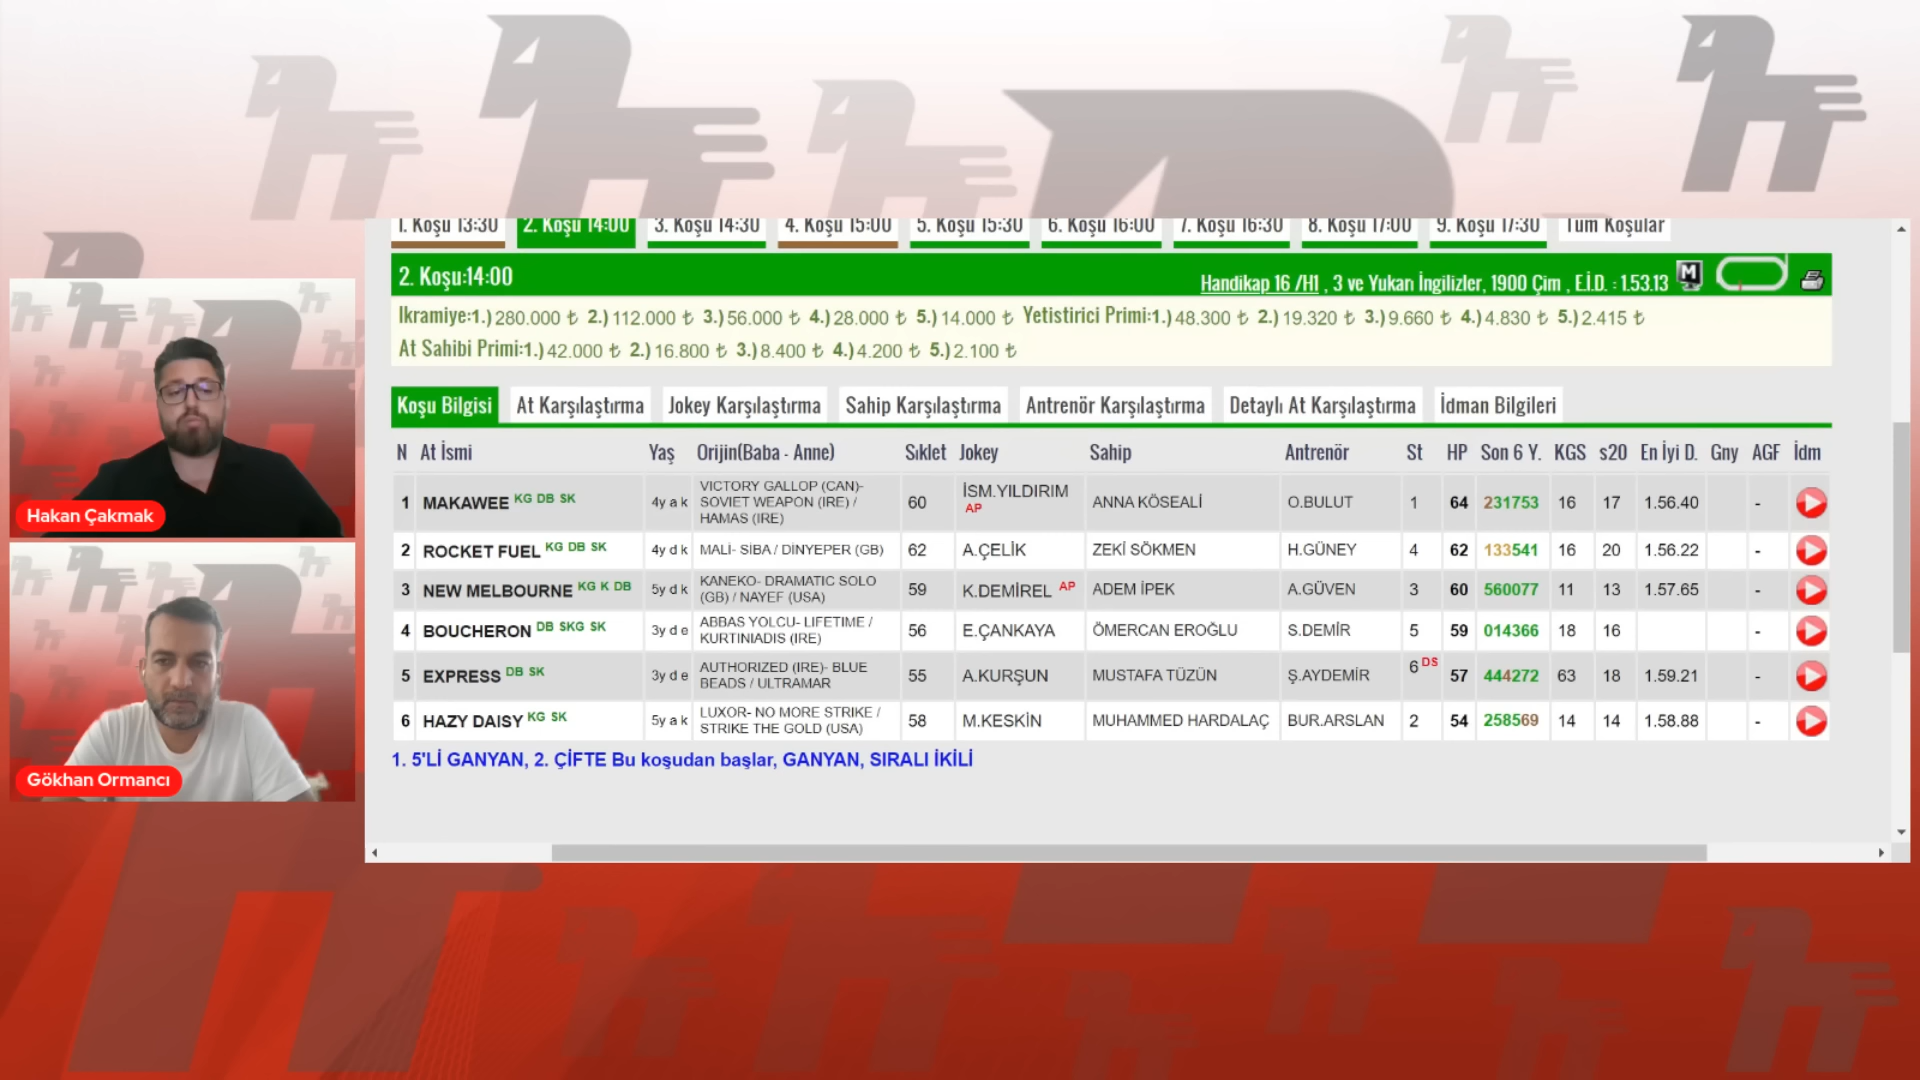 1. Koşu 13:30 2. Koşu 14:00 3. Koşu 14:30 4. Koşu 15:00 5. Koşu 15:30 6. Koşu 16:00 7. Koşu 16:30 8. Koşu 17:00 9. Koşu 17:30 Tüm Koşular
2. Koşu:14:00
Handikap 16 /H1 , 3 ve Yukarı İngilizler, 1900 Çim , E.İ.D. : 1.53.13
M
Ikramiye:1.) 280.000 ₺ 2.) 112.000 ₺ 3.) 56.000 ₺ 4.) 28.000 ₺ 5.) 14.000 ₺ Yetistirici Primi:1.) 48.300 ₺ 2.) 19.320 ₺ 3.) 9.660 ₺ 4.) 4.830 ₺ 5.) 2.415 ₺
At Sahibi Primi:1.) 42.000 ₺ 2.) 16.800 ₺ 3.) 8.400 ₺ 4.) 4.200 ₺ 5.) 2.100 ₺
Koşu Bilgisi At Karşılaştırma Jokey Karşılaştırma Sahip Karşılaştırma Antrenör Karşılaştırma Detaylı At Karşılaştırma İdman Bilgileri
N At İsmi Yaş Orijin(Baba - Anne) Sıklet Jokey Sahip Antrenör St HP Son 6 Y. KGS s20 En İyi D. Gny AGF İdm
1 MAKAWEE KG DB SK 4y a k VICTORY GALLOP (CAN)- SOVIET WEAPON (IRE) / HAMAS (IRE) 60 İSM.YILDIRIM AP ANNA KÖSEALİ O.BULUT 1 64 231753 16 17 1.56.40 -
2 ROCKET FUEL KG DB SK 4y d k MALİ- SİBA / DİNYEPER (GB) 62 A.ÇELİK ZEKİ SÖKMEN H.GÜNEY 4 62 133541 16 20 1.56.22 -
3 NEW MELBOURNE KG K DB 5y d k KANEKO- DRAMATIC SOLO (GB) / NAYEF (USA) 59 K.DEMİREL AP ADEM İPEK A.GÜVEN 3 60 560077 11 13 1.57.65 -
4 BOUCHERON DB SKG SK 3y d e ABBAS YOLCU- LIFETIME / KURTINIADIS (IRE) 56 E.ÇANKAYA ÖMERCAN EROĞLU S.DEMİR 5 59 014366 18 16 -
5 EXPRESS DB SK 3y d e AUTHORIZED (IRE)- BLUE BEADS / ULTRAMAR 55 A.KURŞUN MUSTAFA TÜZÜN Ş.AYDEMİR 6 DS 57 444272 63 18 1.59.21 -
6 HAZY DAISY KG SK 5y a k LUXOR- NO MORE STRIKE / STRIKE THE GOLD (USA) 58 M.KESKİN MUHAMMED HARDALAÇ BUR.ARSLAN 2 54 258569 14 14 1.58.88 -
1. 5'Lİ GANYAN, 2. ÇİFTE Bu koşudan başlar, GANYAN, SIRALI İKİLİ
Hakan Çakmak
Gökhan Ormancı